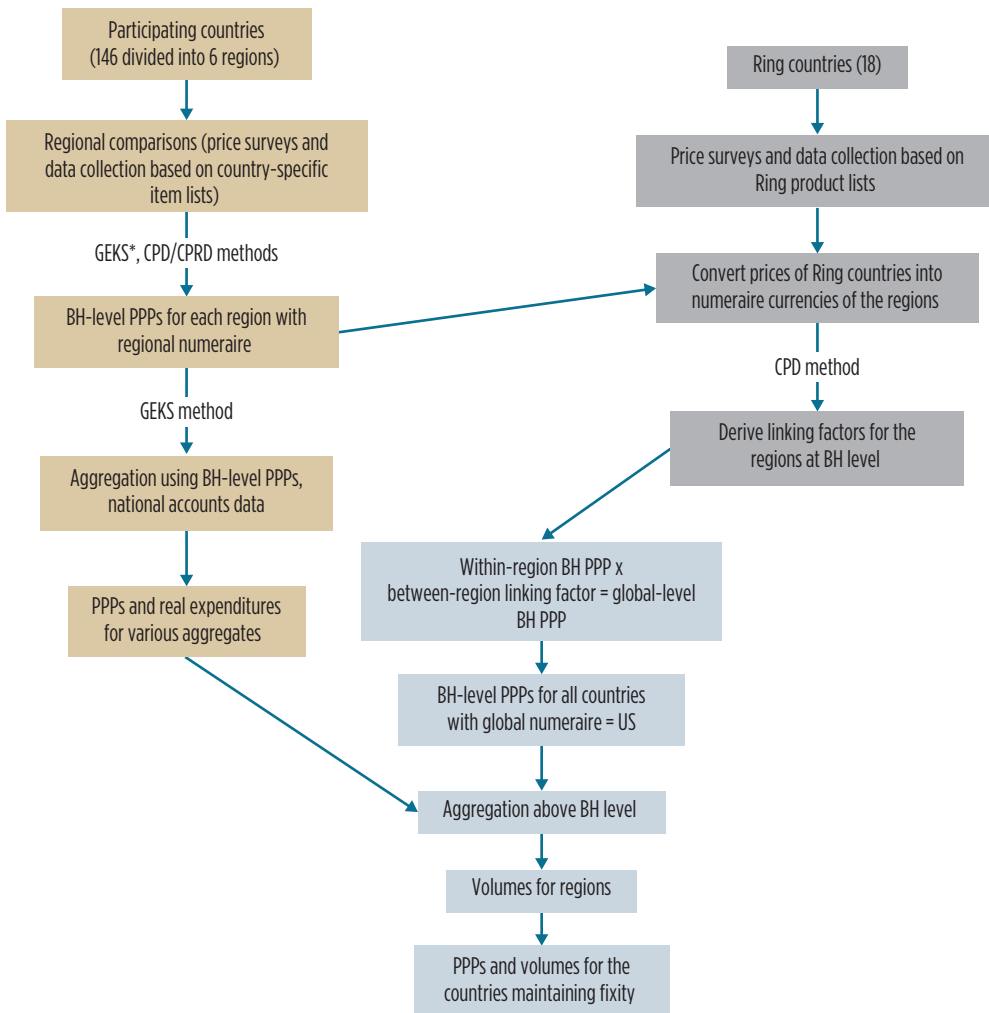 Participating countries
(146 divided into 6 regions)
Regional comparisons (price surveys and
data collection based on country-specific
item lists)
GEKS*, CPD/CPRD methods
BH-level PPPs for each region with
regional numeraire
GEKS method
Aggregation using BH-level PPPs,
national accounts data
PPPs and real expenditures
for various aggregates
Ring countries (18)
Price surveys and data collection based on
Ring product lists
Convert prices of Ring countries into
numeraire currencies of the regions
CPD method
Derive linking factors for the
regions at BH level
Within-region BH PPP x
between-region linking factor = global-level
BH PPP
BH-level PPPs for all countries
with global numeraire = US
Aggregation above BH level
Volumes for regions
PPPs and volumes for the
countries maintaining fixity